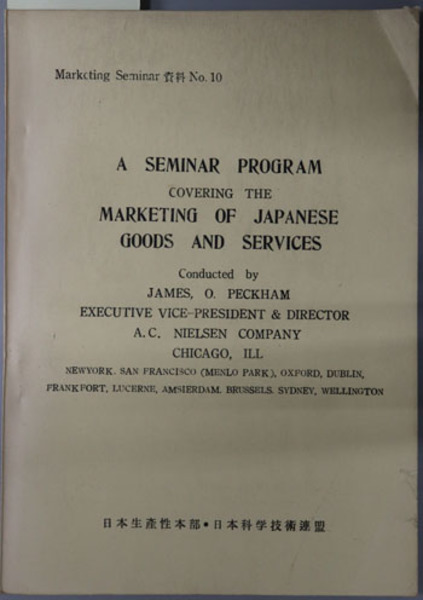 Marketing Seminar 資料 No. 10
A SEMINAR PROGRAM
COVERING THE
MARKETING OF JAPANESE
GOODS AND SERVICES
Conducted by
JAMES, O. PECKHAM
EXECUTIVE VICE-PRESIDENT & DIRECTOR
A.C. NIELSEN COMPANY
CHICAGO, ILL
NEWYORK. SAN FRANCISCO (MENLO PARK), OXFORD, DUBLIN,
FRANKFORT, LUCERNE, AMSIERDAM. BRUSSELS. SYDNEY, WELLINGTON
日本生産性本部・日本科学技術連盟